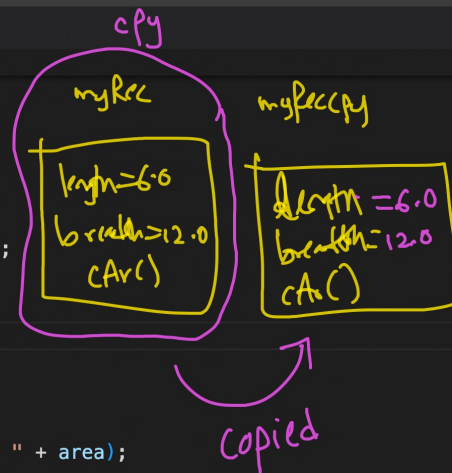 cpy
myRec
myReccpy
length=6.0
breadth=12.0
cAr()
length =6.0
breadth=12.0
cAr()
;
copied
" + area);